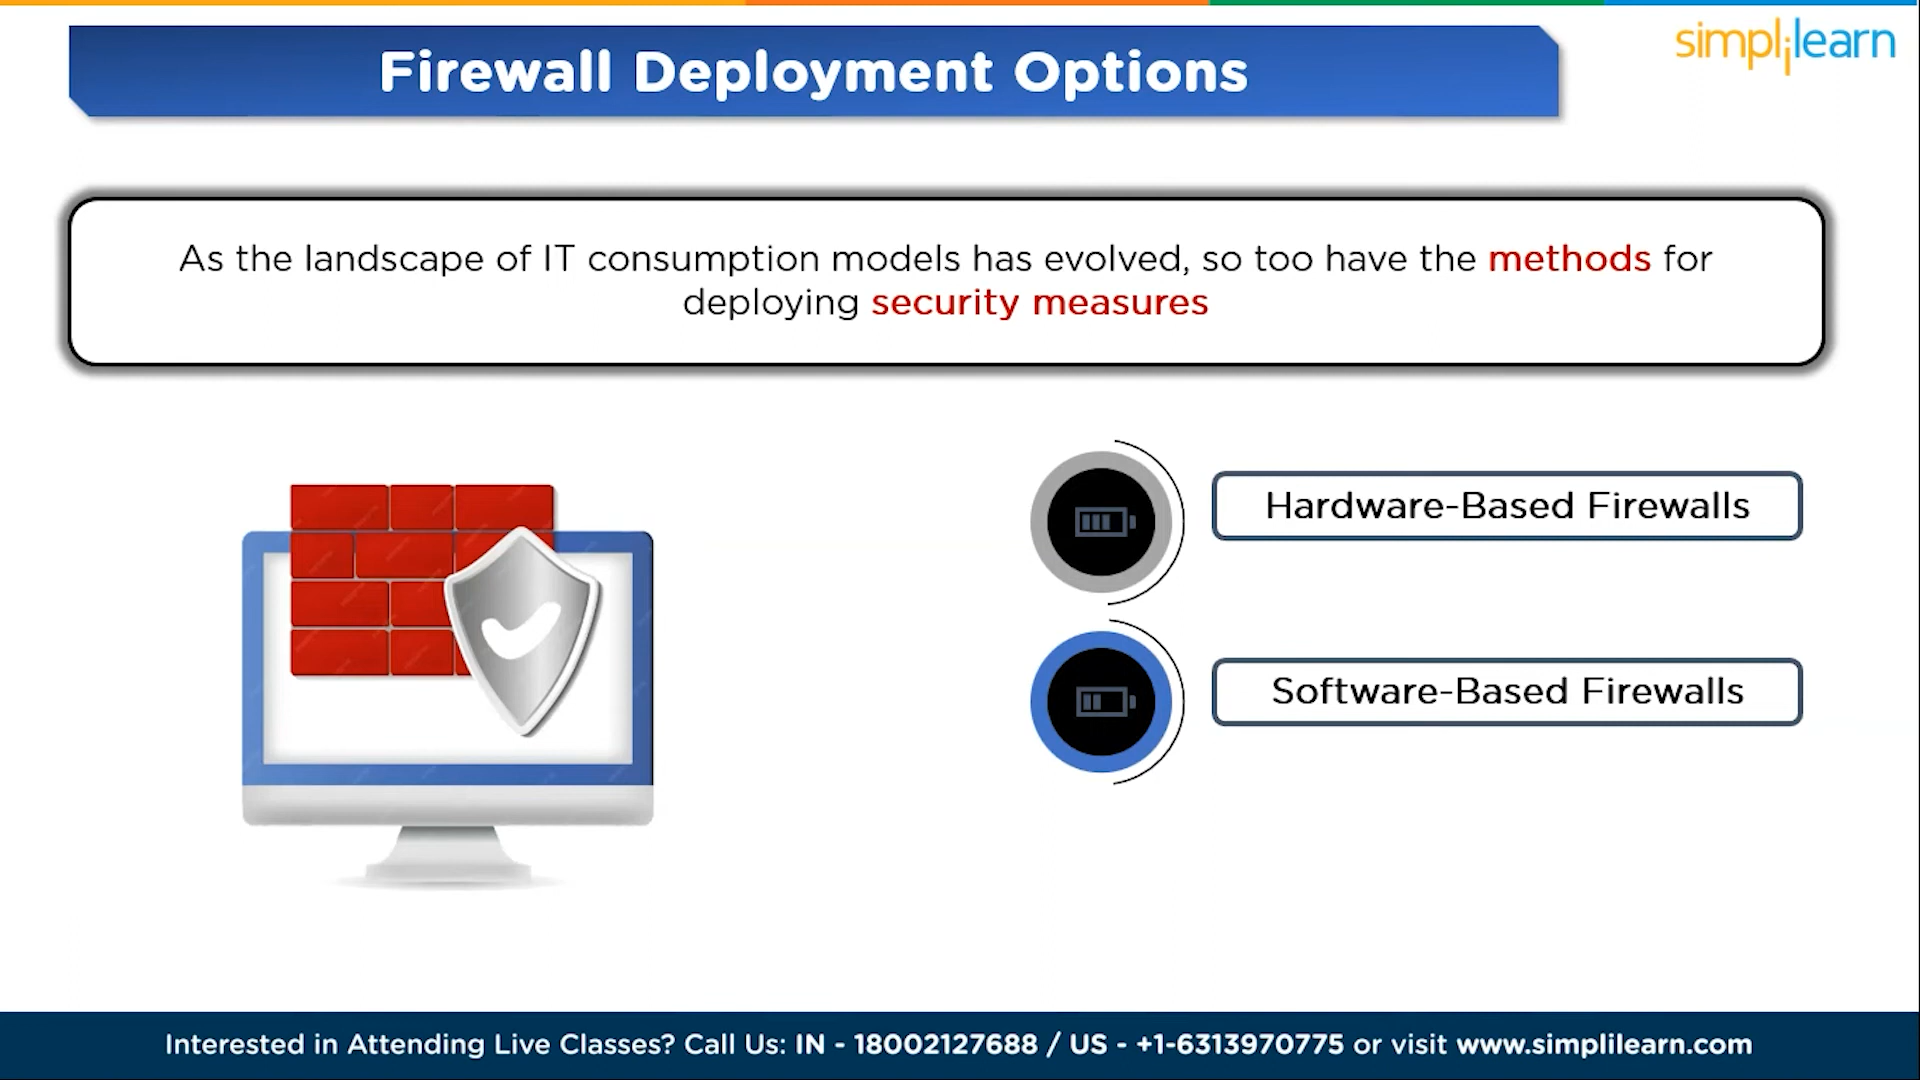 Firewall Deployment Options
simplilearn
As the landscape of IT consumption models has evolved, so too have the methods for
deploying security measures
Hardware-Based Firewalls
Software-Based Firewalls
Interested in Attending Live Classes? Call Us: IN - 18002127688 / US - +1-6313970775 or visit www.simplilearn.com